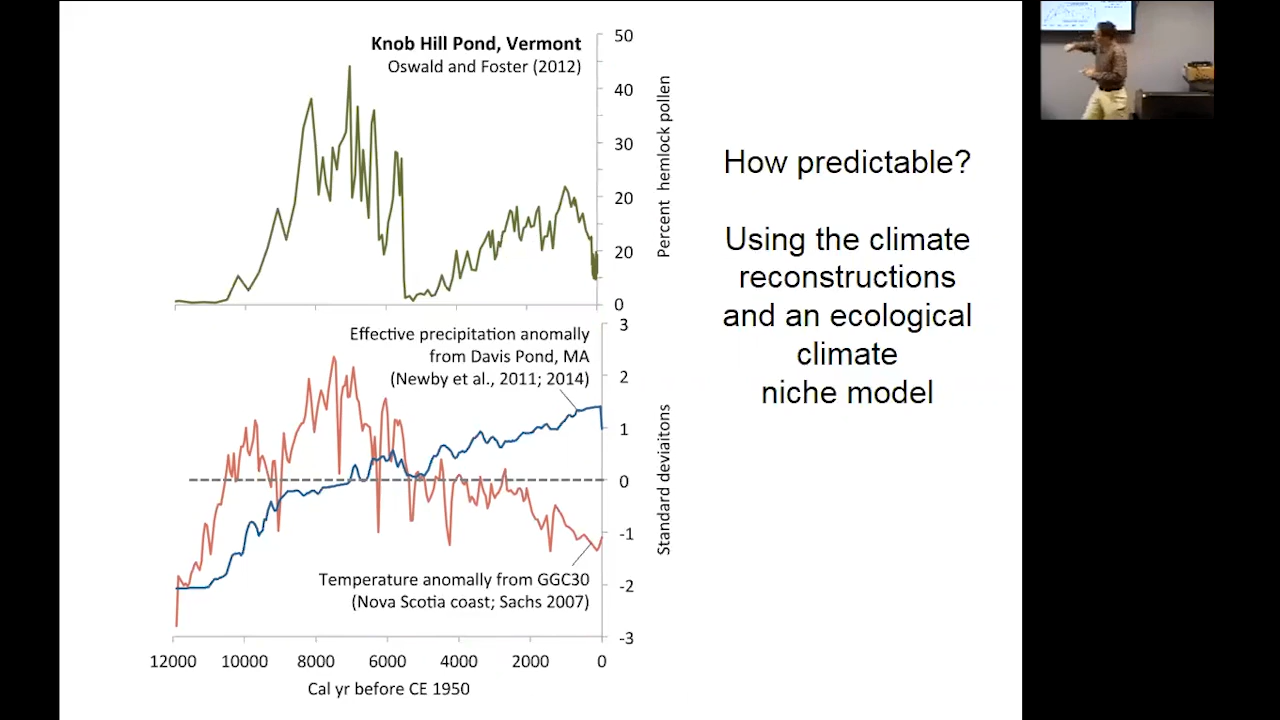 Knob Hill Pond, Vermont
Oswald and Foster (2012)
50
40
30
20
20
0
Percent hemlock pollen
Effective precipitation anomally
from Davis Pond, MA
(Newby et al., 2011; 2014)
3
2
1
0
-1
-2
-3
Standard deviaitons
Temperature anomally from GGC30
(Nova Scotia coast; Sachs 2007)
12000 10000 8000 6000 4000 2000 0
Cal yr before CE 1950
How predictable?
Using the climate
reconstructions
and an ecological
climate
niche model